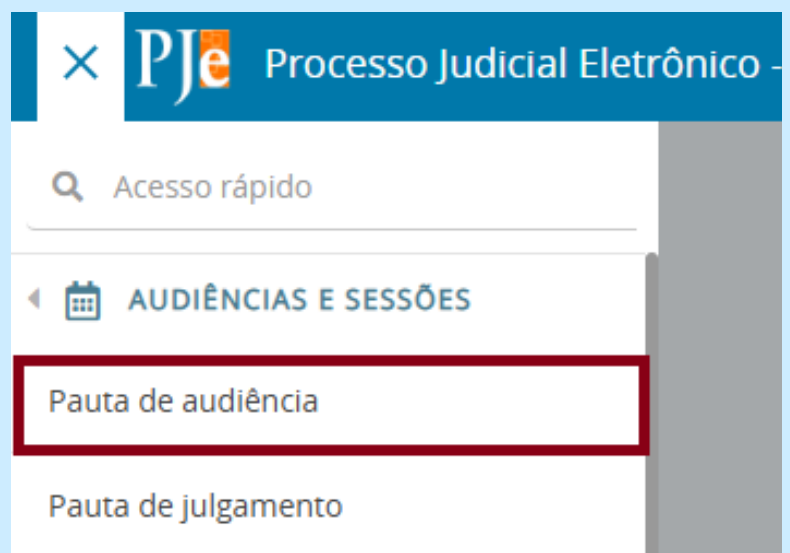 PJe Processo Judicial Eletrônico -
Acesso rápido
AUDIÊNCIAS E SESSÕES
Pauta de audiência
Pauta de julgamento